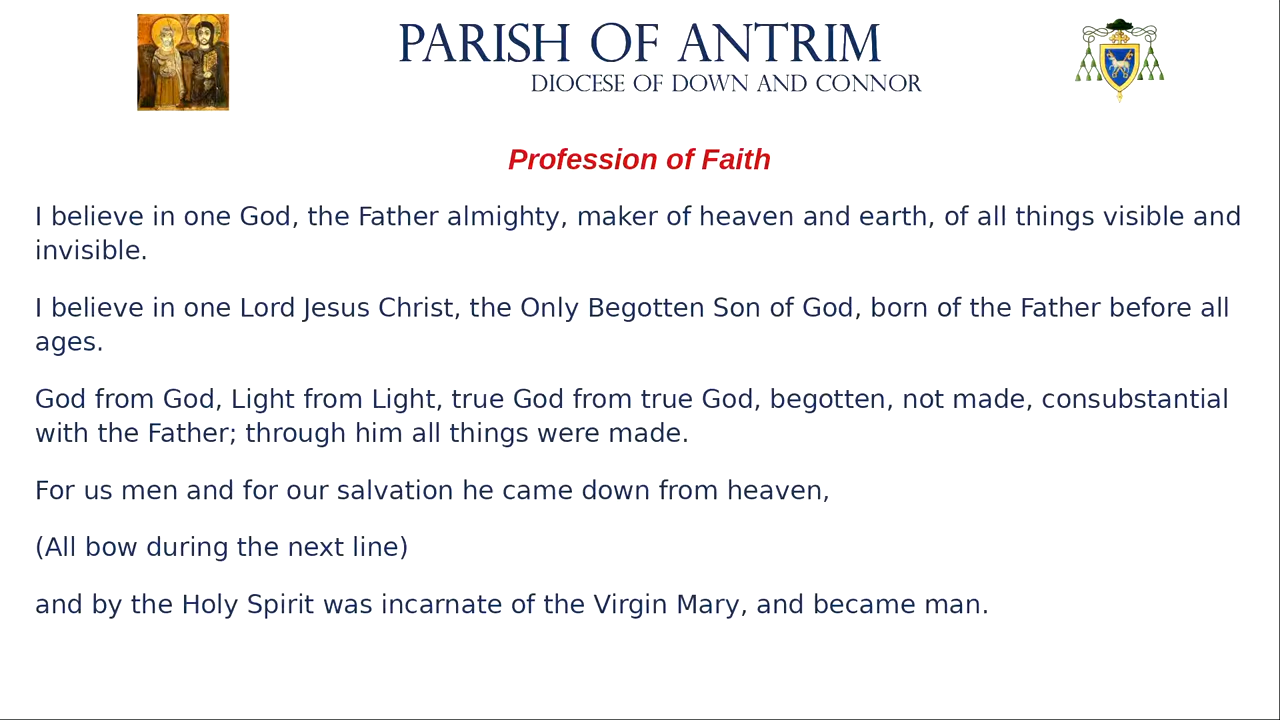 PARISH OF ANTRIM
DIOCESE OF DOWN AND CONNOR
Profession of Faith
I believe in one God, the Father almighty, maker of heaven and earth, of all things visible and
invisible.
I believe in one Lord Jesus Christ, the Only Begotten Son of God, born of the Father before all
ages.
God from God, Light from Light, true God from true God, begotten, not made, consubstantial
with the Father; through him all things were made.
For us men and for our salvation he came down from heaven,
(All bow during the next line)
and by the Holy Spirit was incarnate of the Virgin Mary, and became man.